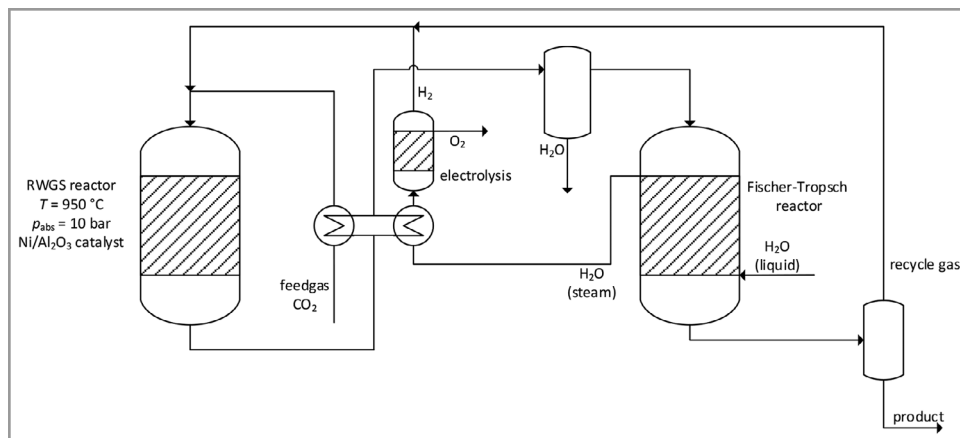 H₂
O₂
electrolysis
H₂O
RWGS reactor
T = 950 °C
pabs = 10 bar
Ni/Al₂O₃ catalyst
Fischer-Tropsch
reactor
H₂O
(liquid)
recycle gas
feedgas
CO₂
H₂O
(steam)
product